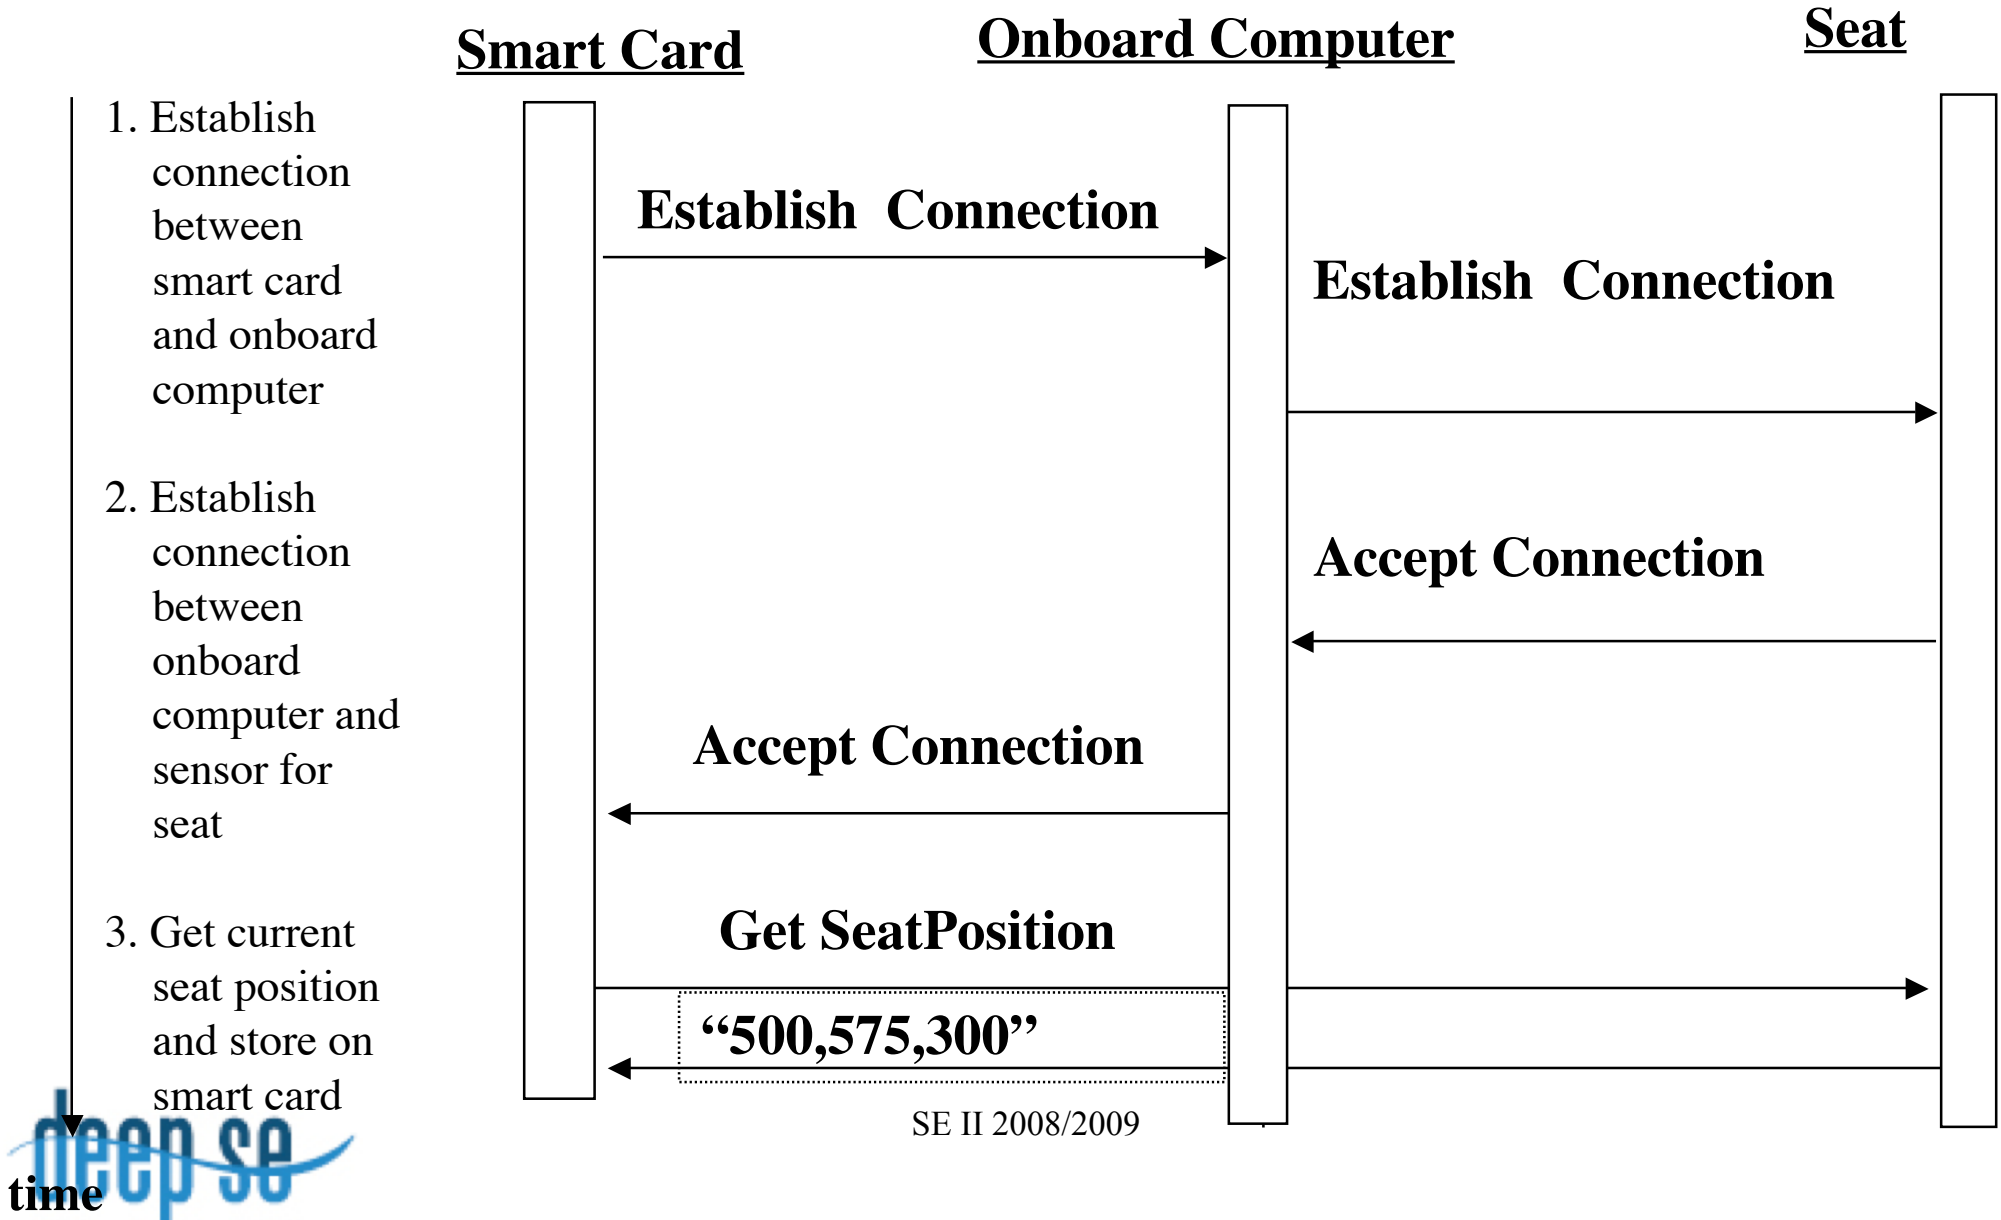 Smart Card
Onboard Computer
Seat
1. Establish
connection
between
smart card
and onboard
computer
2. Establish
connection
between
onboard
computer and
sensor for
seat
3. Get current
seat position
and store on
smart card
Establish  Connection
Establish  Connection
Accept Connection
Accept Connection
Get SeatPosition
“500,575,300”
SE II 2008/2009
deep se
time